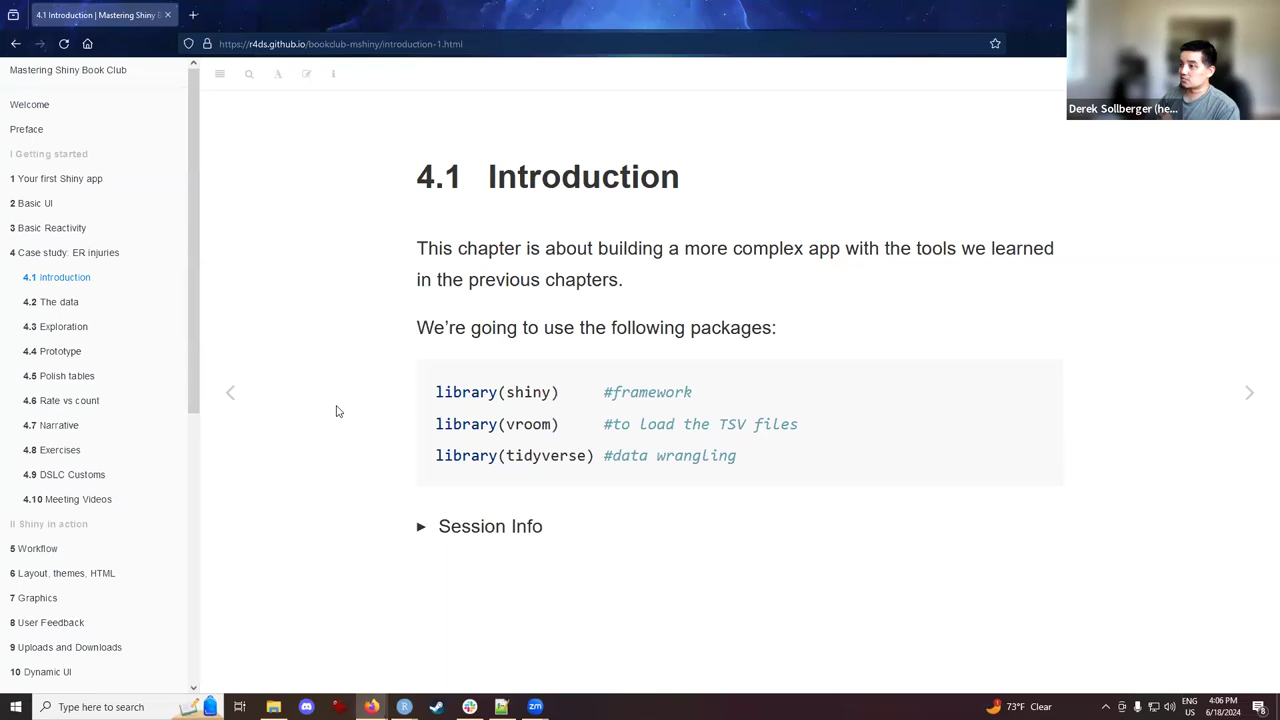 4.1 Introduction | Mastering Shiny B
https://r4ds.github.io/bookclub-mshiny/introduction-1.html
Derek Sollberger (he...
Mastering Shiny Book Club
Welcome
Preface
I Getting started
1 Your first Shiny app
2 Basic UI
3 Basic Reactivity
4 Case study: ER injuries
4.1 Introduction
4.2 The data
4.3 Exploration
4.4 Prototype
4.5 Polish tables
4.6 Rate vs count
4.7 Narrative
4.8 Exercises
4.9 DSLC Customs
4.10 Meeting Videos
II Shiny in action
5 Workflow
6 Layout, themes, HTML
7 Graphics
8 User Feedback
9 Uploads and Downloads
10 Dynamic UI
4.1 Introduction
This chapter is about building a more complex app with the tools we learned
in the previous chapters.
We’re going to use the following packages:
library(shiny) #framework
library(vroom) #to load the TSV files
library(tidyverse) #data wrangling
Session Info
Type here to search
73°F Clear
ENG
US
4:06 PM
6/18/2024